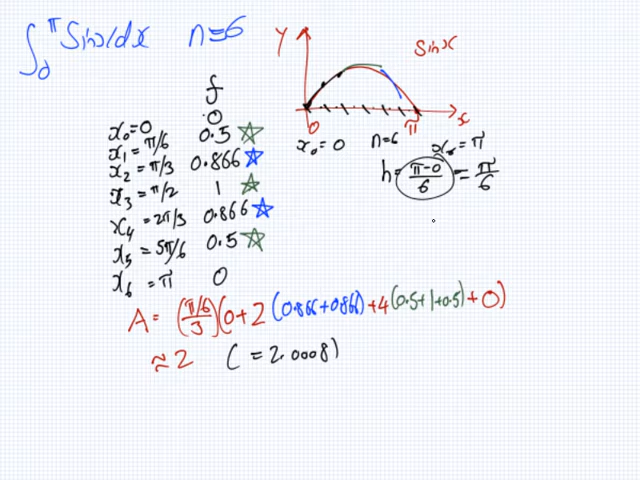 ∫₀^π Sinx dx n=6
y
Sinx
0 π x
x₀=0 n=6 x₆=π
h= (π-0)/6 = π/6
f
x₀=0 0
x₁=π/6 0.5 ☆
x₂=π/3 0.866 ☆
x₃=π/2 1 ☆
x₄=2π/3 0.866 ☆
x₅=5π/6 0.5 ☆
x₆=π 0
A= ((π/6)/3)(0+2(0.866+0.866)+4(0.5+1+0.5)+0)
≈2 (=2.0008)